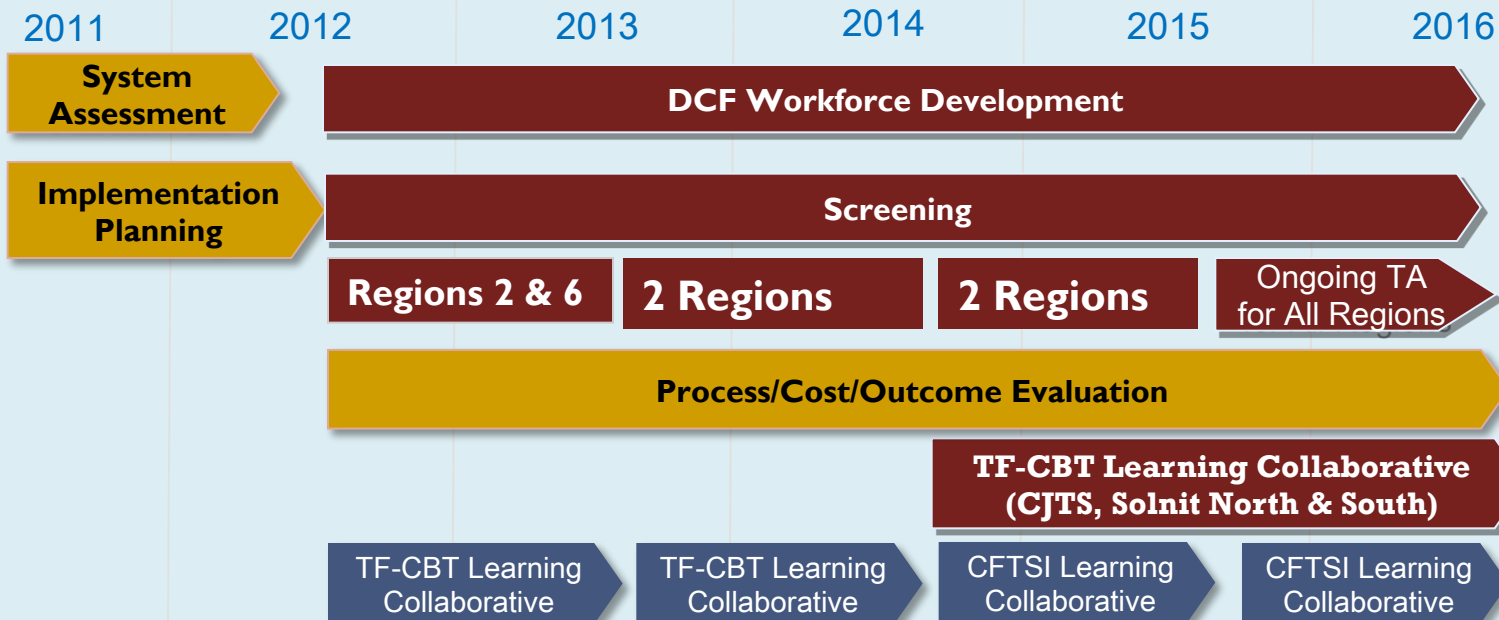 2011 2012 2013 2014 2015 2016
System
Assessment
DCF Workforce Development
Implementation
Planning
Screening
Regions 2 & 6
2 Regions
2 Regions
Ongoing TA
for All Regions
Process/Cost/Outcome Evaluation
TF-CBT Learning Collaborative
(CJTS, Solnit North & South)
TF-CBT Learning
Collaborative
TF-CBT Learning
Collaborative
CFTSI Learning
Collaborative
CFTSI Learning
Collaborative